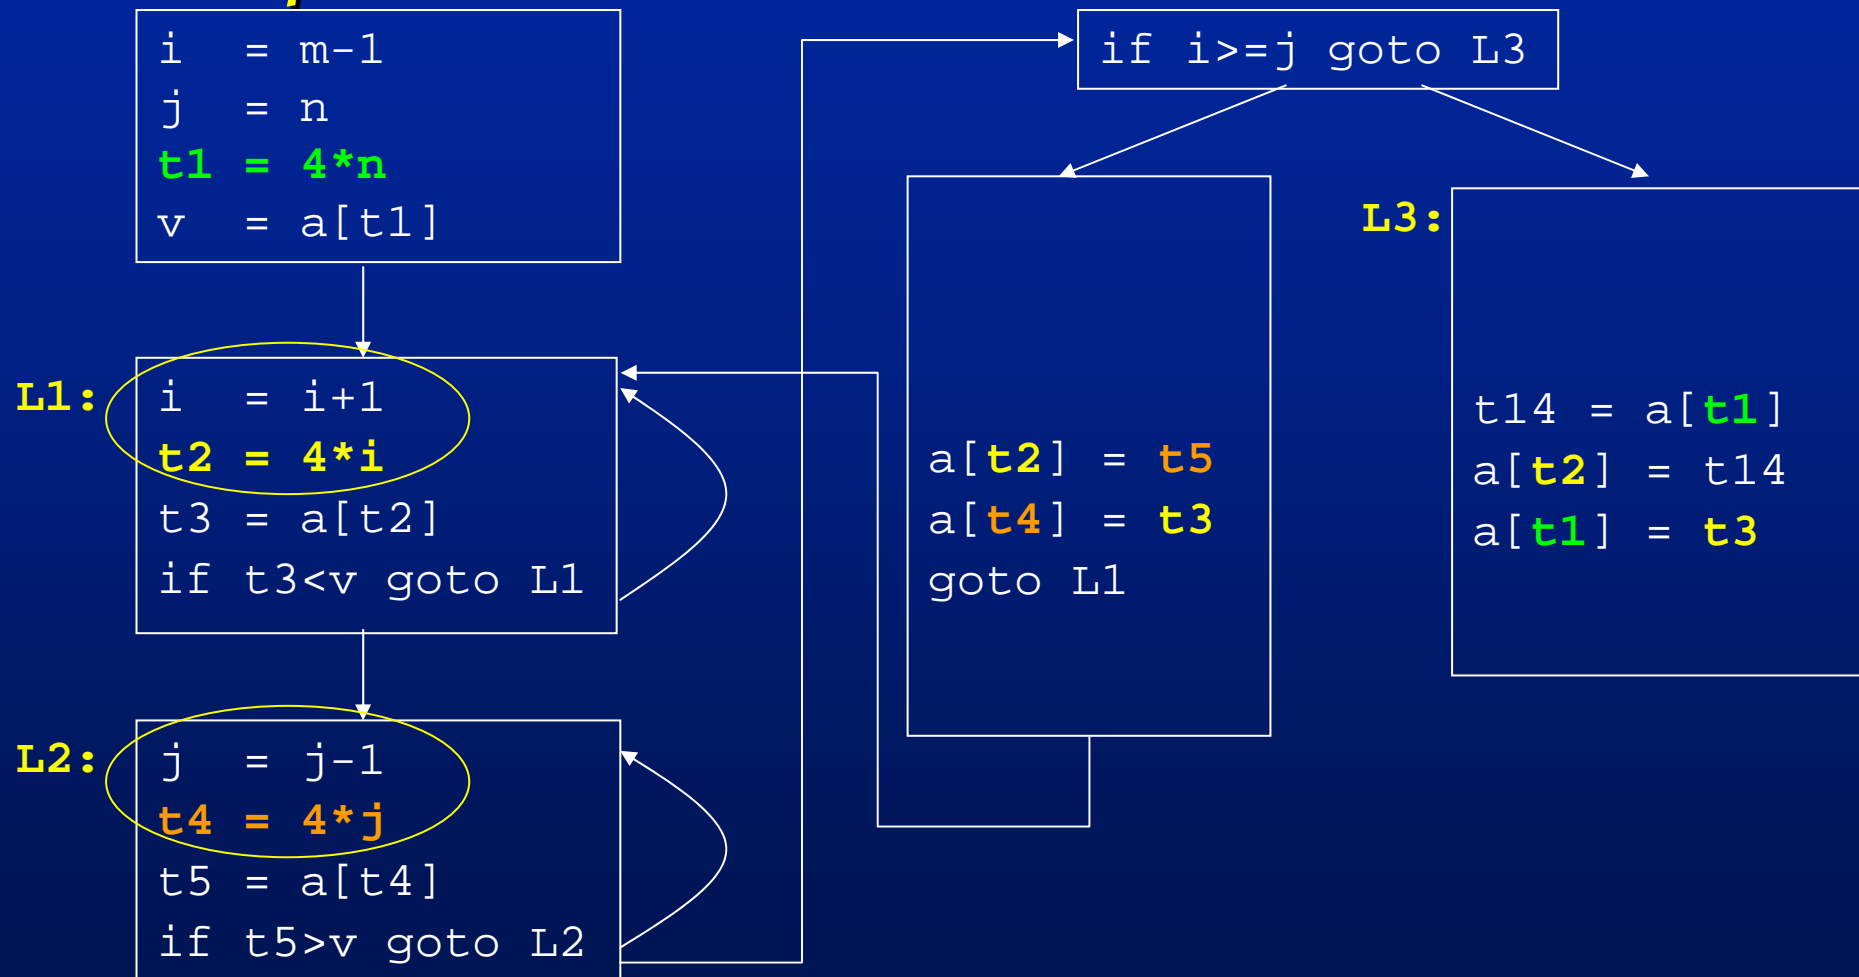 i = m-1
j = n
t1 = 4*n
v = a[t1]
L1:
i = i+1
t2 = 4*i
t3 = a[t2]
if t3<v goto L1
L2:
j = j-1
t4 = 4*j
t5 = a[t4]
if t5>v goto L2
if i>=j goto L3
a[t2] = t5
a[t4] = t3
goto L1
L3:
t14 = a[t1]
a[t2] = t14
a[t1] = t3